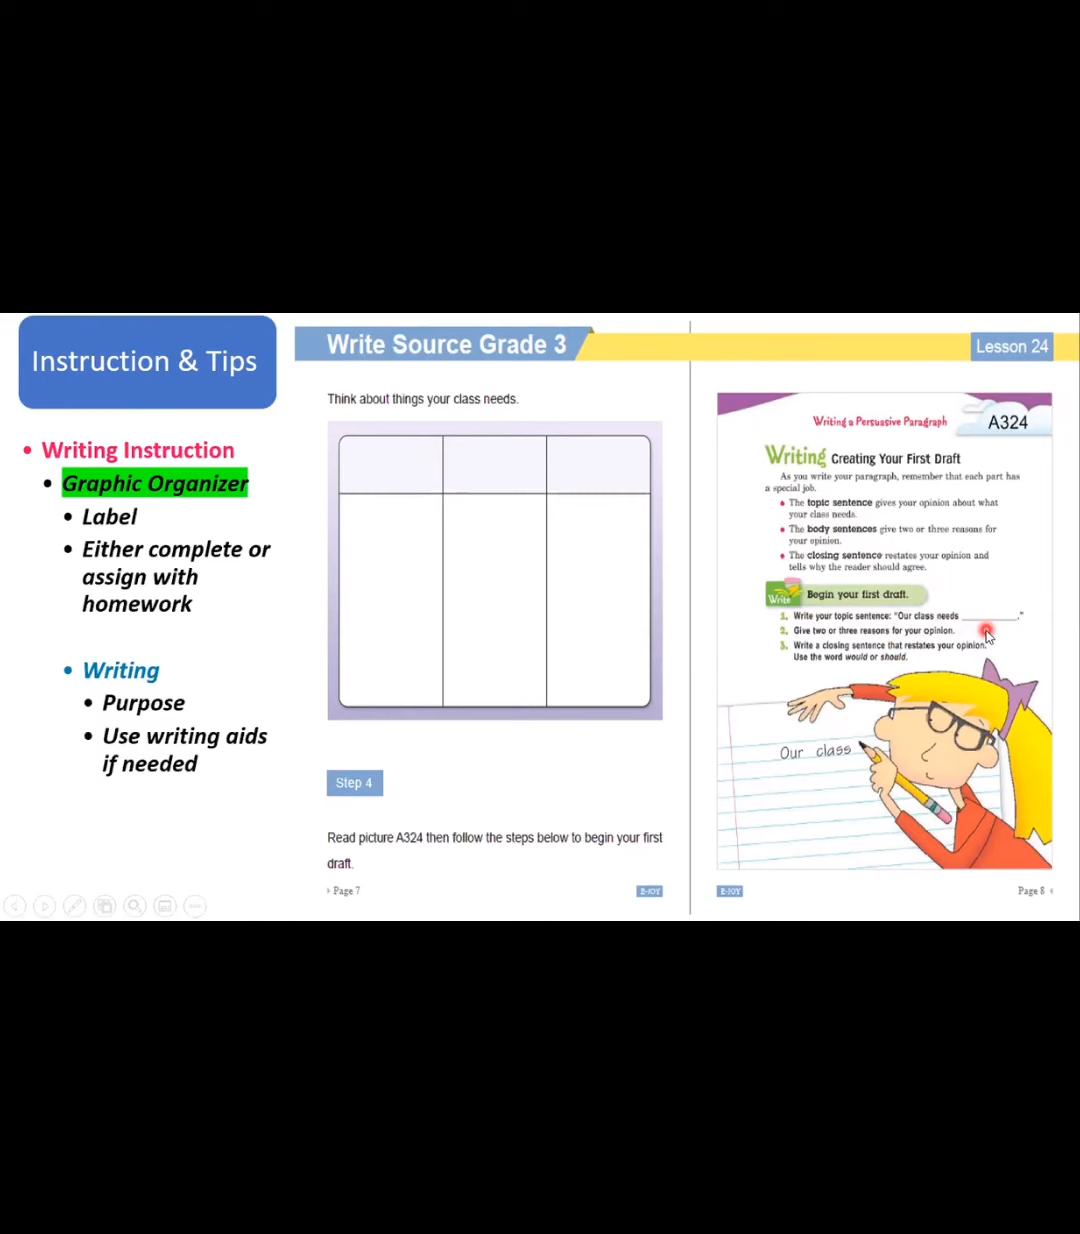 Instruction & Tips
• Writing Instruction
• Graphic Organizer
• Label
• Either complete or
assign with
homework
• Writing
• Purpose
• Use writing aids
if needed
Write Source Grade 3
Think about things your class needs.
Step 4
Read picture A324 then follow the steps below to begin your first
draft.
Page 7
E-JOY
Lesson 24
Writing a Persuasive Paragraph
A324
Writing Creating Your First Draft
As you write your paragraph, remember that each part has
a special job.
• The topic sentence gives your opinion about what
your class needs.
• The body sentences give two or three reasons for
your opinion.
• The closing sentence restates your opinion and
tells why the reader should agree.
Write Begin your first draft.
1. Write your topic sentence: "Our class needs ________."
2. Give two or three reasons for your opinion.
3. Write a closing sentence that restates your opinion.
Use the word would or should.
Our class
E-JOY
Page 8